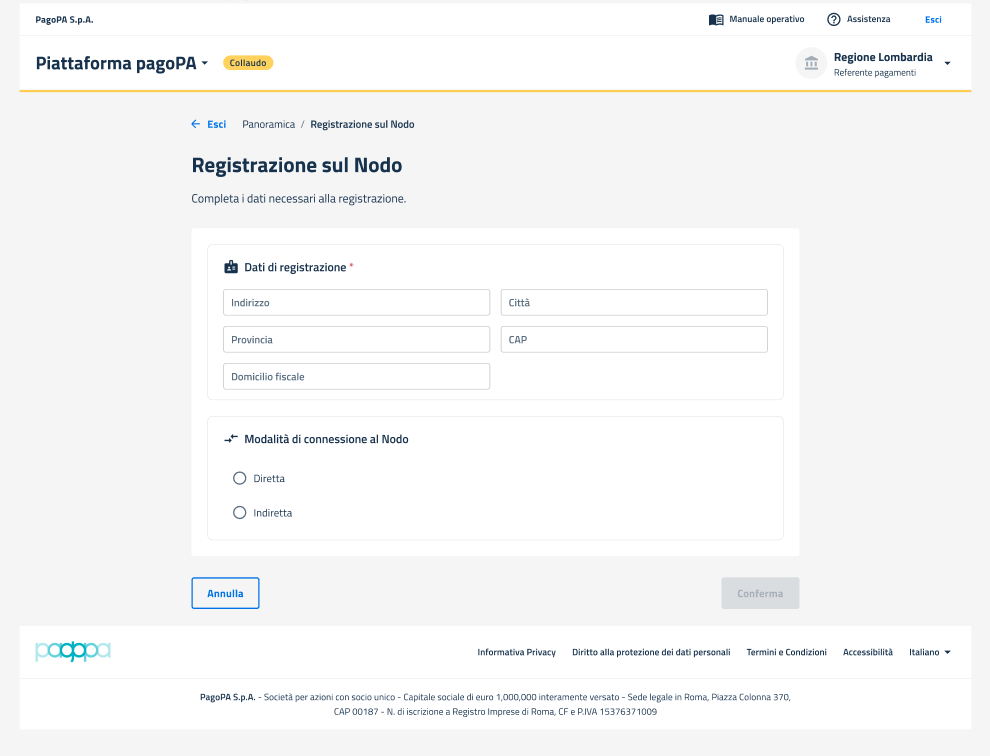 PagoPA S.p.A.
Manuale operativo
Assistenza
Esci
Piattaforma pagoPA
Collaudo
Regione Lombardia
Referente pagamenti
Esci
Panoramica / Registrazione sul Nodo
Registrazione sul Nodo
Completa i dati necessari alla registrazione.
Dati di registrazione *
Indirizzo
Città
Provincia
CAP
Domicilio fiscale
Modalità di connessione al Nodo
Diretta
Indiretta
Annulla
Conferma
pagopa
Informativa Privacy
Diritto alla protezione dei dati personali
Termini e Condizioni
Accessibilità
Italiano
PagoPA S.p.A. - Società per azioni con socio unico - Capitale sociale di euro 1,000,000 interamente versato - Sede legale in Roma, Piazza Colonna 370,
CAP 00187 - N. di iscrizione a Registro Imprese di Roma, CF e P.IVA 15376371009